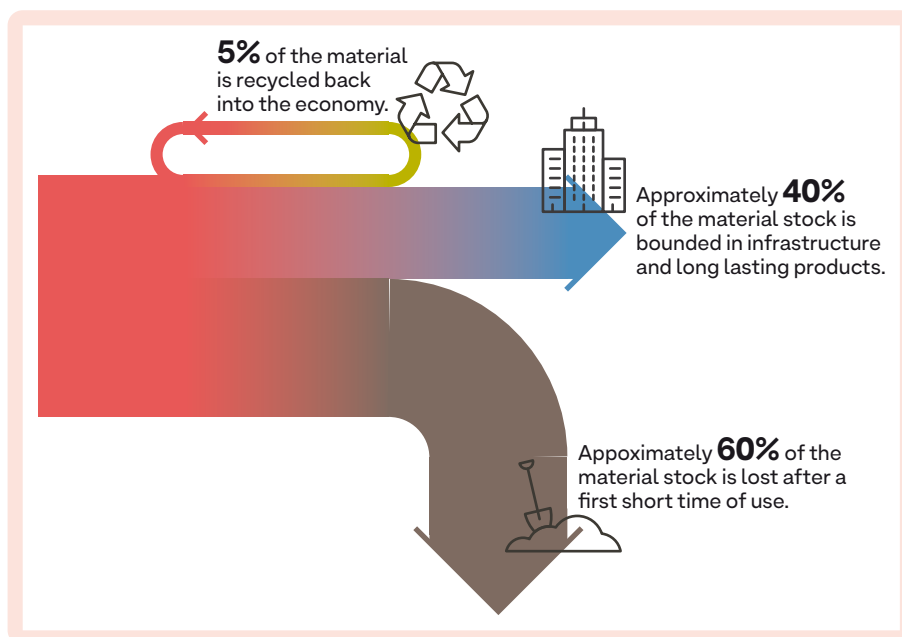 5% of the material
is recycled back
into the economy.
Approximately 40%
of the material stock is
bounded in infrastructure
and long lasting products.
Appoximately 60% of the
material stock is lost after a
first short time of use.